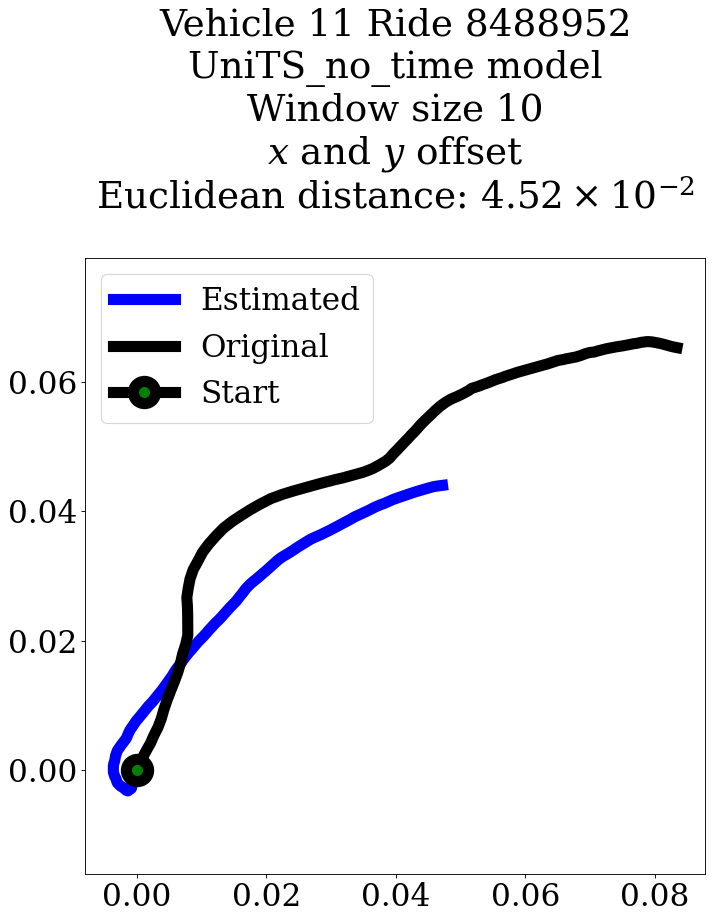 Vehicle 11 Ride 8488952
UniTS_no_time model
Window size 10
x and y offset
Euclidean distance: 4.52 × 10⁻²
Estimated
Original
Start
0.06
0.04
0.02
0.00
0.00 0.02 0.04 0.06 0.08